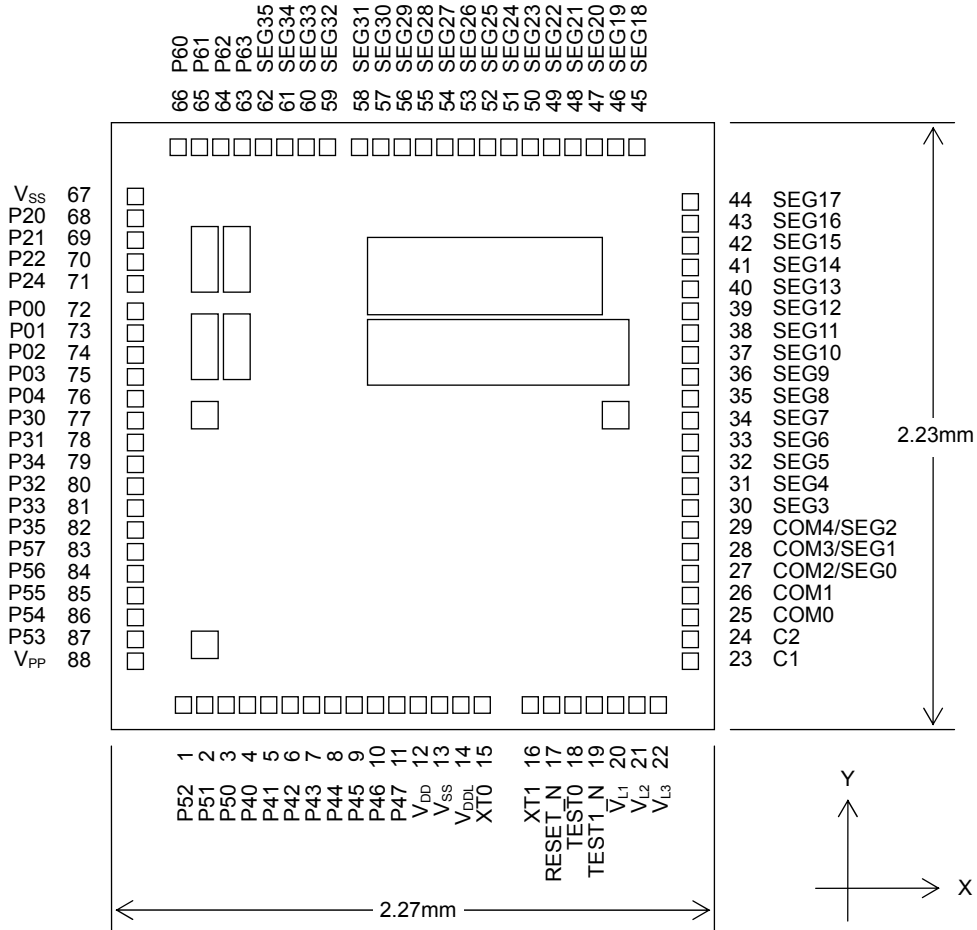 P60 P61 P62 P63 SEG35 SEG34 SEG33 SEG32 SEG31 SEG30 SEG29 SEG28 SEG27 SEG26 SEG25 SEG24 SEG23 SEG22 SEG21 SEG20 SEG19 SEG18
66 65 64 63 62 61 60 59 58 57 56 55 54 53 52 51 50 49 48 47 46 45
VSS 67
P20 68
P21 69
P22 70
P24 71
P00 72
P01 73
P02 74
P03 75
P04 76
P30 77
P31 78
P34 79
P32 80
P33 81
P35 82
P57 83
P56 84
P55 85
P54 86
P53 87
VPP 88
44 SEG17
43 SEG16
42 SEG15
41 SEG14
40 SEG13
39 SEG12
38 SEG11
37 SEG10
36 SEG9
35 SEG8
34 SEG7
33 SEG6
32 SEG5
31 SEG4
30 SEG3
29 COM4/SEG2
28 COM3/SEG1
27 COM2/SEG0
26 COM1
25 COM0
24 C2
23 C1
2.23mm
1 2 3 4 5 6 7 8 9 10 11 12 13 14 15 16 17 18 19 20 21 22
P52 P51 P50 P40 P41 P42 P43 P44 P45 P46 P47 VDD VSS VDDL XT0 XT1 RESET_N TEST0 TEST1_N VL1 VL2 VL3
Y
X
2.27mm